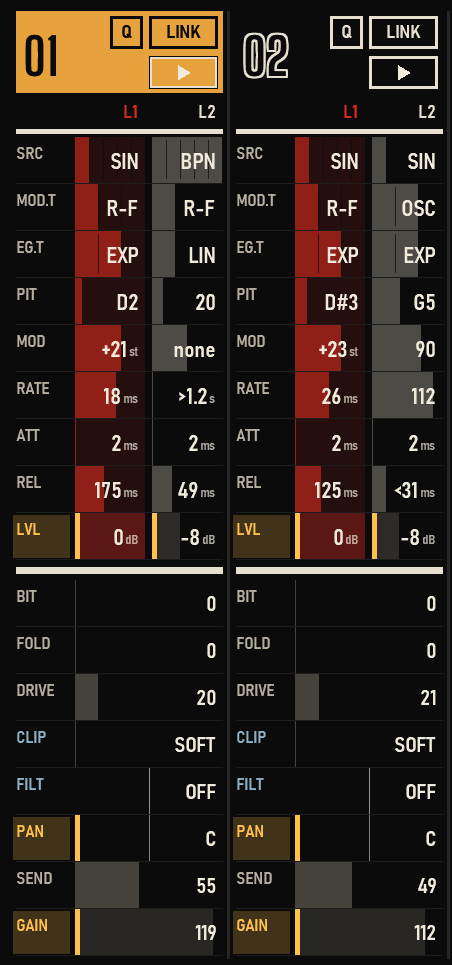 01 Q LINK
L1 L2
SRC SIN BPN
MOD.T R-F R-F
EG.T EXP LIN
PIT D2 20
MOD +21 st none
RATE 18 ms >1.2 s
ATT 2 ms 2 ms
REL 175 ms 49 ms
LVL 0 dB -8 dB
BIT 0
FOLD 0
DRIVE 20
CLIP SOFT
FILT OFF
PAN C
SEND 55
GAIN 119
02 Q LINK
L1 L2
SRC SIN SIN
MOD.T R-F OSC
EG.T EXP EXP
PIT D#3 G5
MOD +23 st 90
RATE 26 ms 112
ATT 2 ms 2 ms
REL 125 ms <31 ms
LVL 0 dB -8 dB
BIT 0
FOLD 0
DRIVE 21
CLIP SOFT
FILT OFF
PAN C
SEND 49
GAIN 112